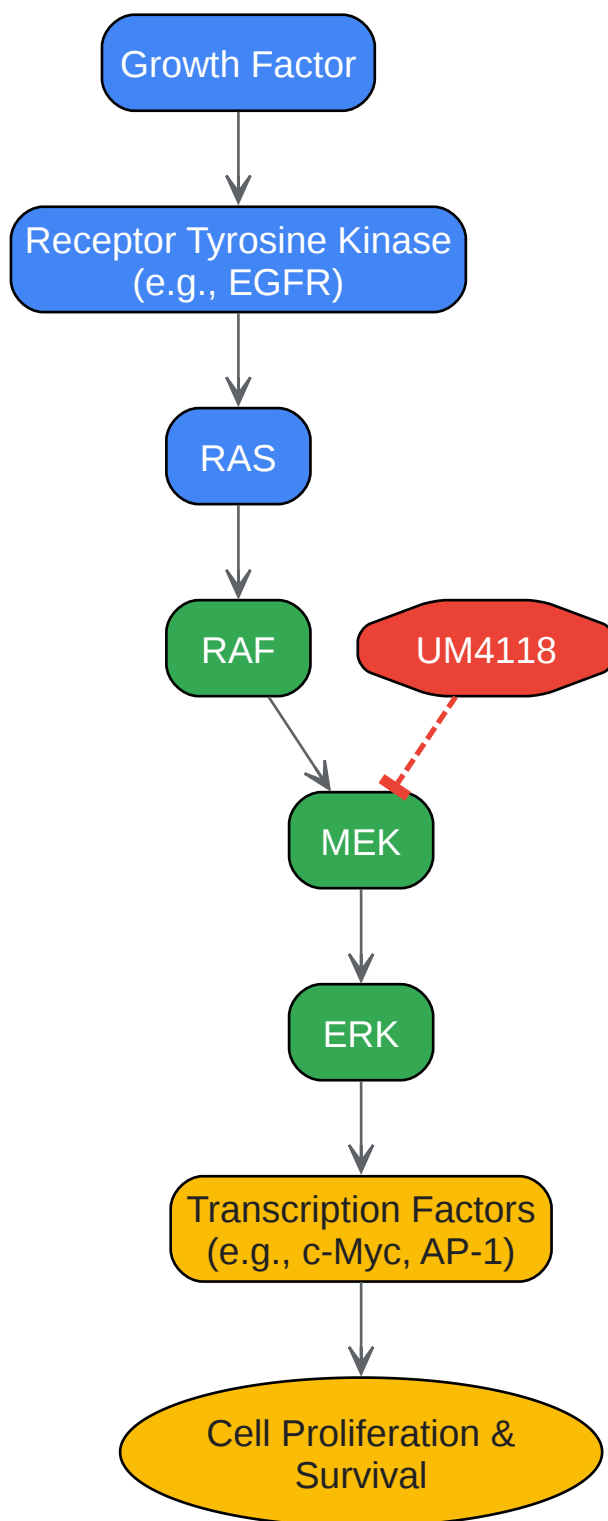 Growth Factor
Receptor Tyrosine Kinase
(e.g., EGFR)
RAS
RAF
UM4118
MEK
ERK
Transcription Factors
(e.g., c-Myc, AP-1)
Cell Proliferation &
Survival